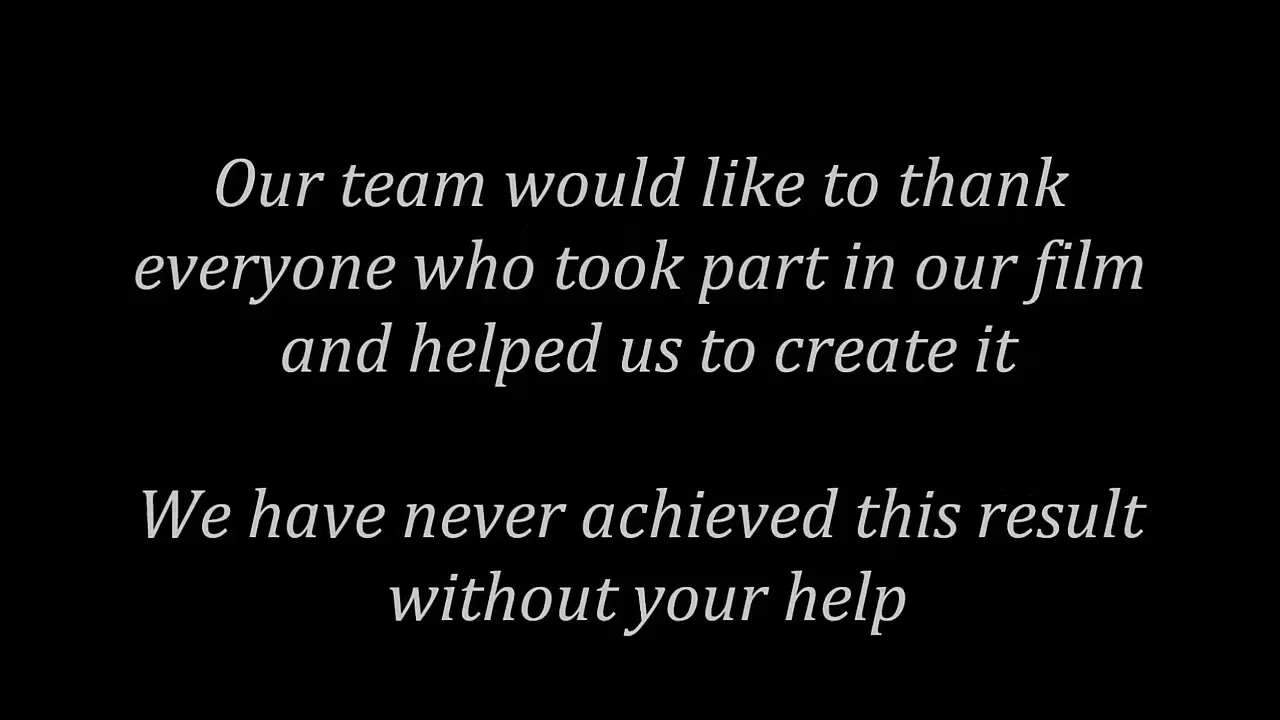 Our team would like to thank
everyone who took part in our film
and helped us to create it
We have never achieved this result
without your help